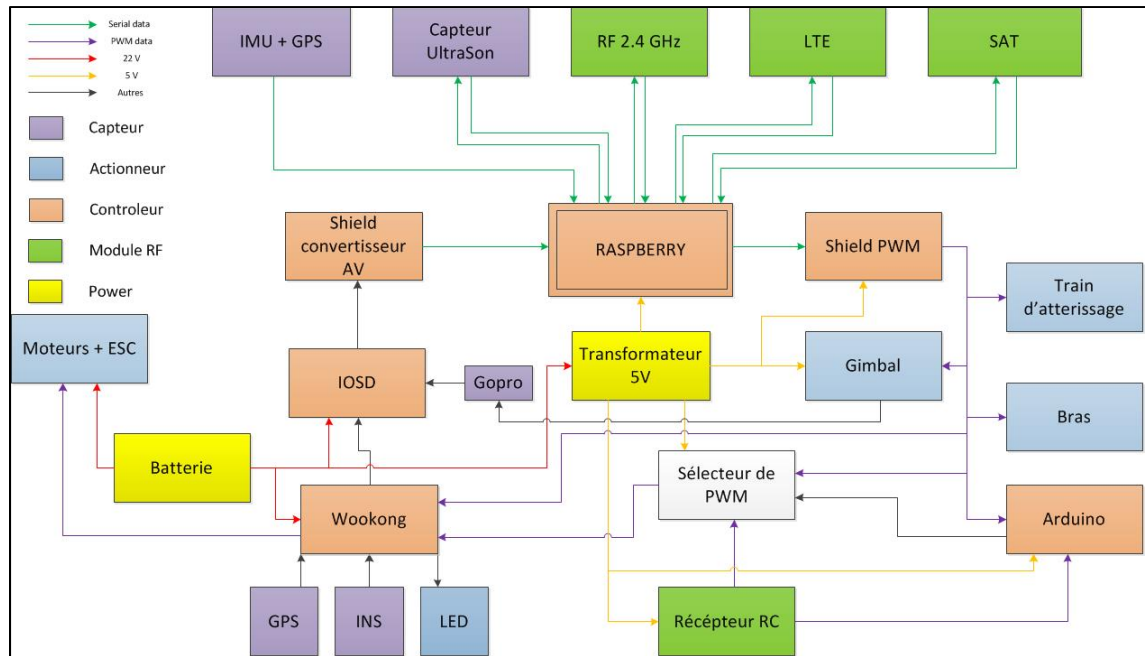 Serial data
PWM data
22 V
5 V
Autres
Capteur
Actionneur
Controleur
Module RF
Power
IMU + GPS
Capteur
UltraSon
RF 2.4 GHz
LTE
SAT
Shield
convertisseur
AV
RASPBERRY
Shield PWM
Train
d’atterissage
Moteurs + ESC
IOSD
Gopro
Transformateur
5V
Gimbal
Bras
Batterie
Sélecteur de
PWM
Wookong
Arduino
GPS
INS
LED
Récépteur RC